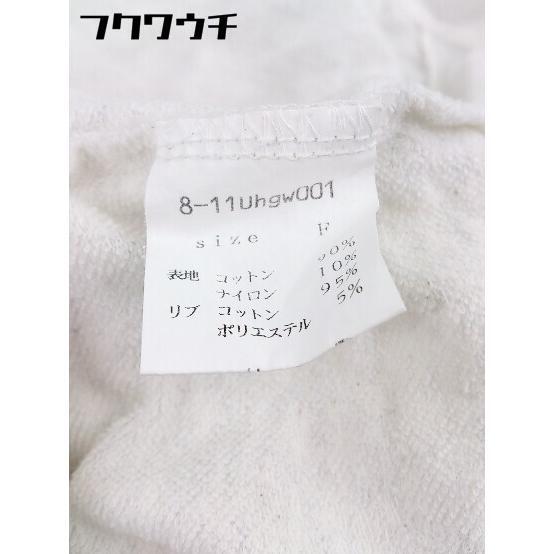 フクワウチ
8-11Uhgw001
size F
表地 コットン 90%
ナイロン 10%
リブ コットン 95%
ポリエステル 5%